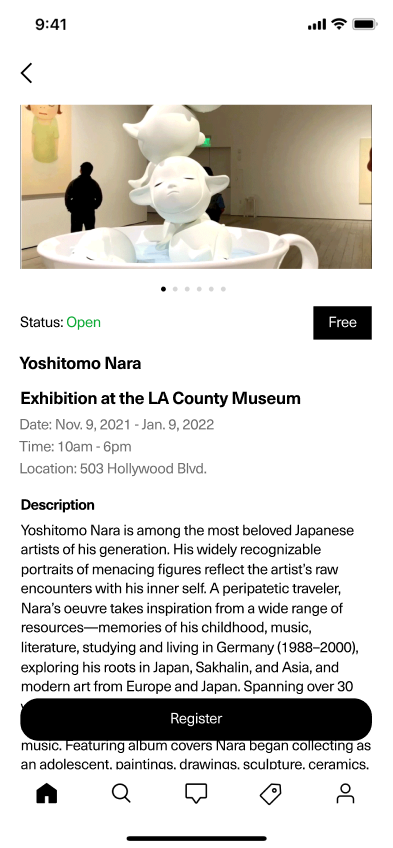 9:41
Status: Open
Free
Yoshitomo Nara
Exhibition at the LA County Museum
Date: Nov. 9, 2021 - Jan. 9, 2022
Time: 10am - 6pm
Location: 503 Hollywood Blvd.
Description
Yoshitomo Nara is among the most beloved Japanese
artists of his generation. His widely recognizable
portraits of menacing figures reflect the artist’s raw
encounters with his inner self. A peripatetic traveler,
Nara’s oeuvre takes inspiration from a wide range of
resources—memories of his childhood, music,
literature, studying and living in Germany (1988–2000),
exploring his roots in Japan, Sakhalin, and Asia, and
modern art from Europe and Japan. Spanning over 30
Register
music. Featuring album covers Nara began collecting as
an adolescent, paintings, drawings, sculpture, ceramics,